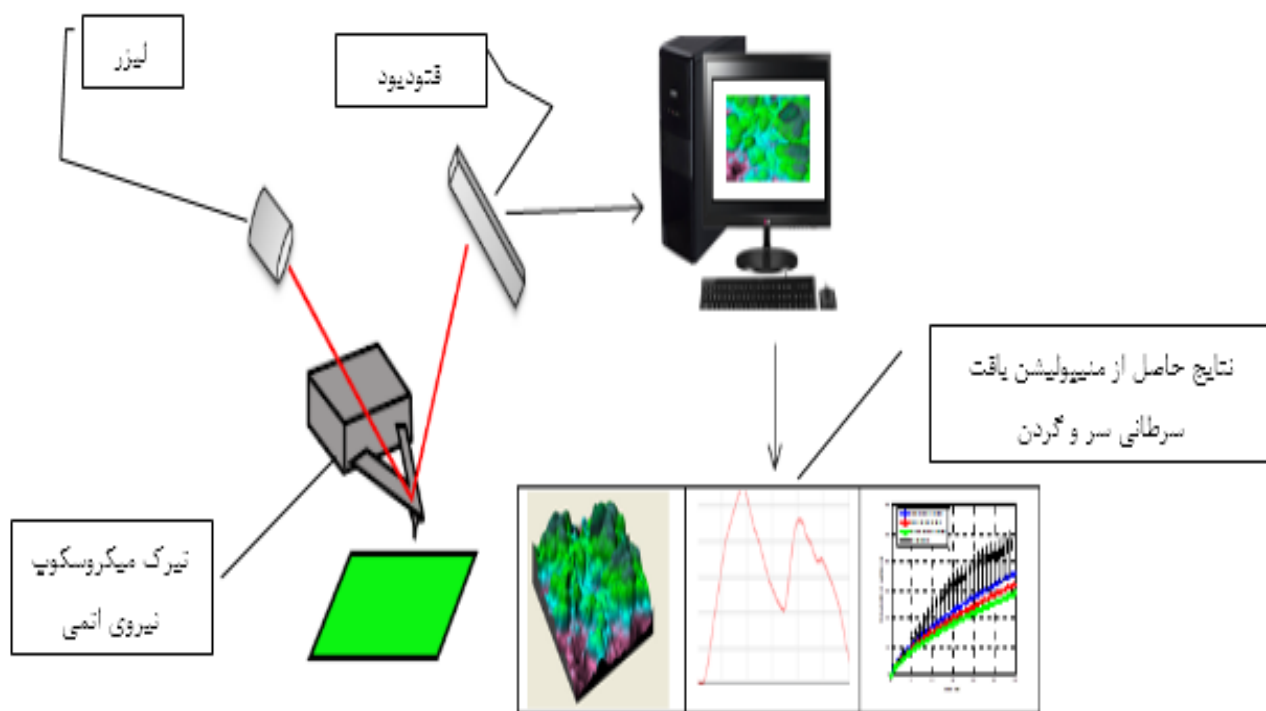 لیزر
فتودیود
نتایج حاصل از منیپولیشن بافت
سرطانی سر و گردن
تیرک میکروسکوپ
نیروی اتمی